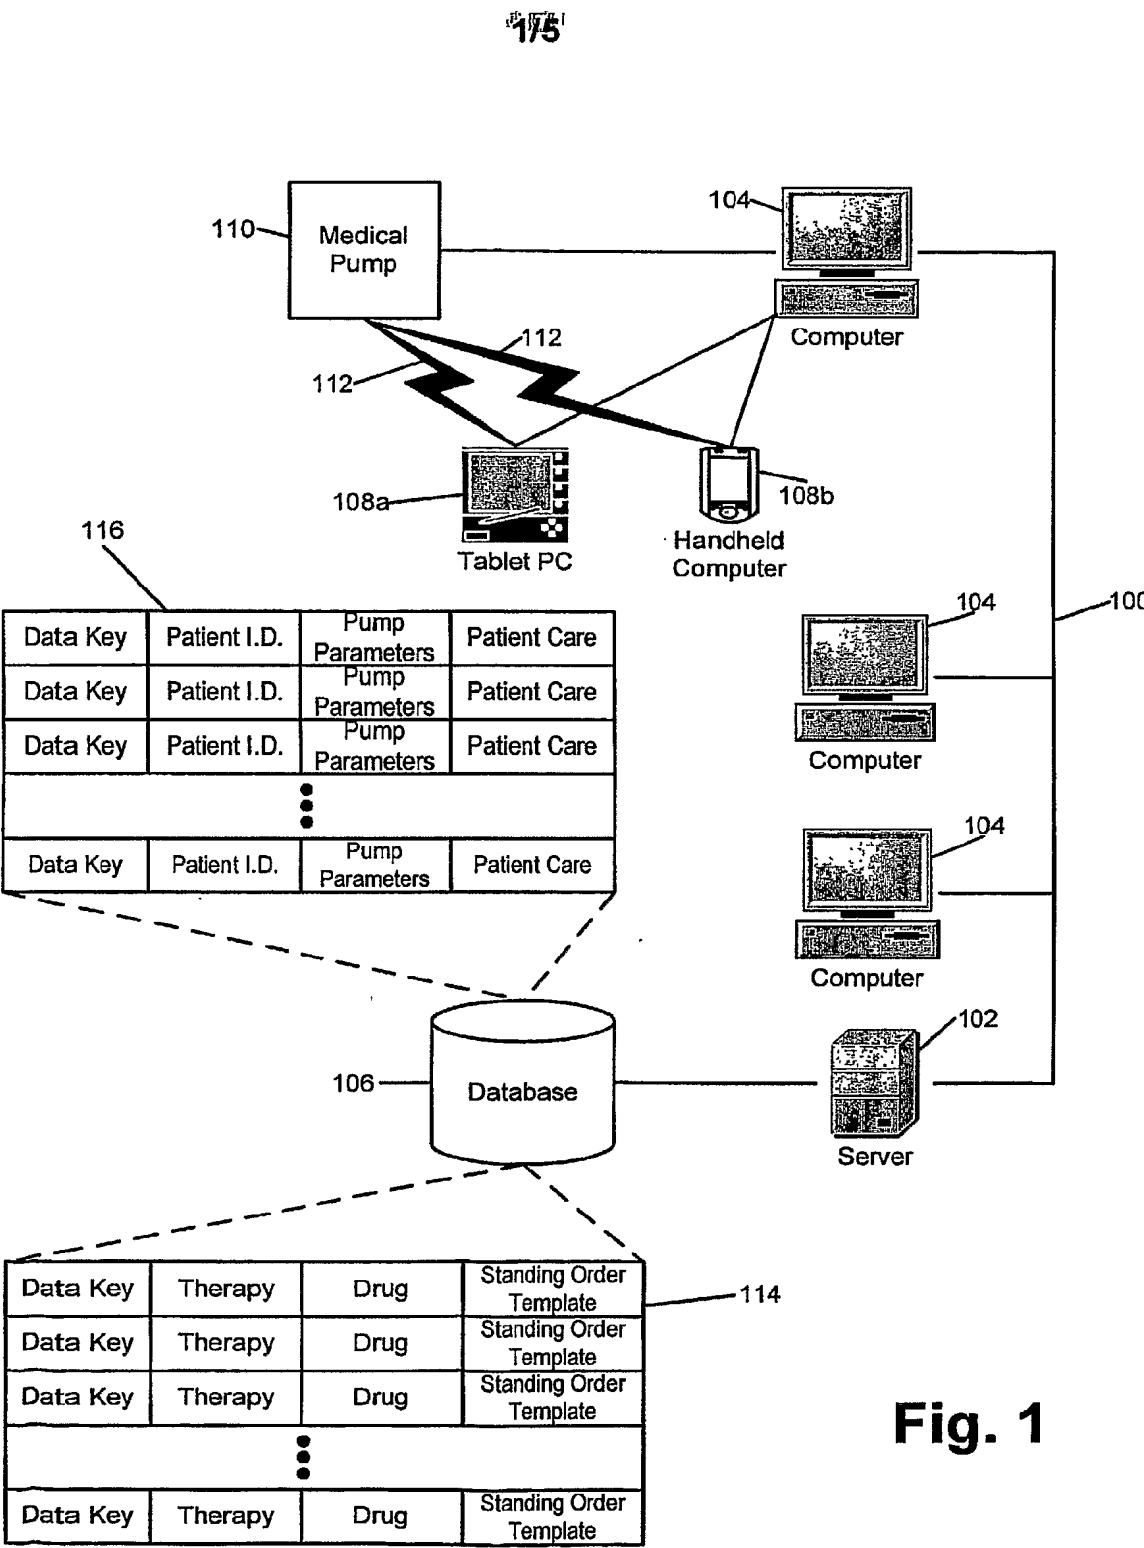 1/5
110
Medical
Pump
104
Computer
112
112
108a
Tablet PC
108b
Handheld
Computer
116
Data Key Patient I.D. Pump Parameters Patient Care
Data Key Patient I.D. Pump Parameters Patient Care
Data Key Patient I.D. Pump Parameters Patient Care
Data Key Patient I.D. Pump Parameters Patient Care
104
100
Computer
104
Computer
106
Database
102
Server
Data Key Therapy Drug Standing Order Template
114
Data Key Therapy Drug Standing Order Template
Data Key Therapy Drug Standing Order Template
Data Key Therapy Drug Standing Order Template
Fig. 1